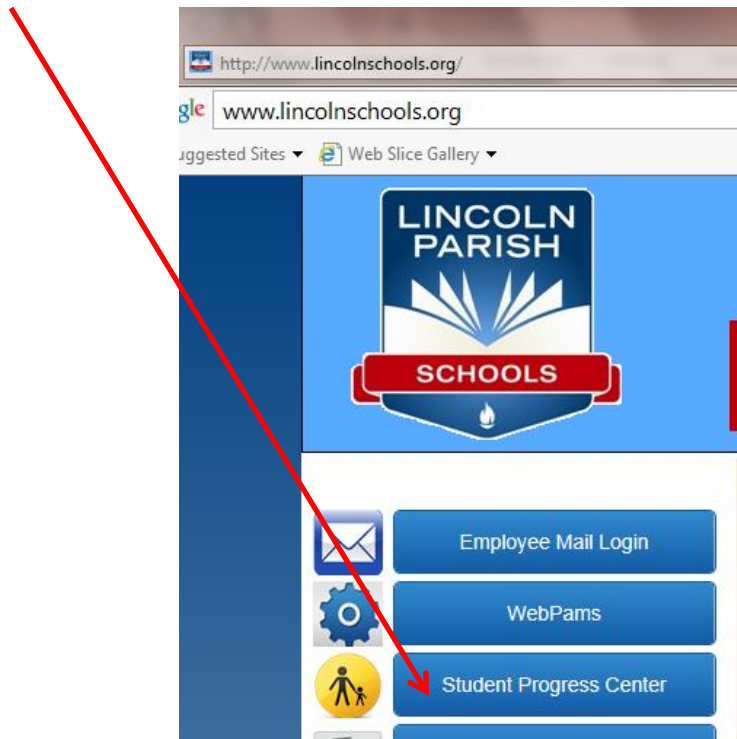 http://www.lincolnschools.org/
gle www.lincolnschools.org
uggested Sites Web Slice Gallery
LINCOLN
PARISH
SCHOOLS
Employee Mail Login
WebPams
Student Progress Center